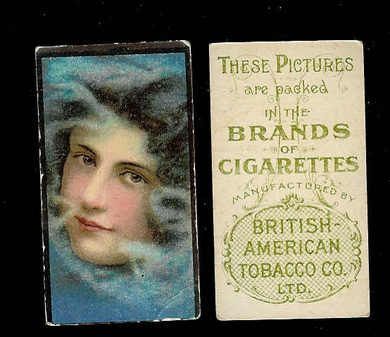 THESE PICTURES
are packed
IN THE
BRANDS
OF
CIGARETTES
MANUFACTURED BY
BRITISH-
AMERICAN
TOBACCO CO.
LTD.